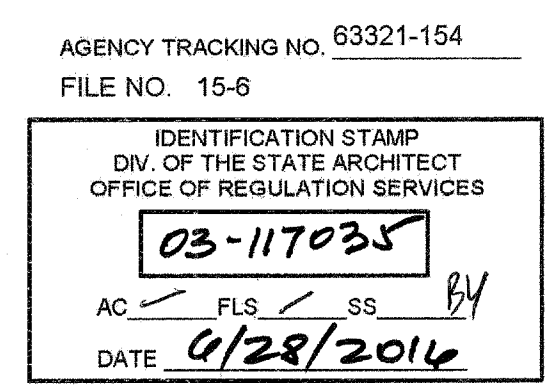 AGENCY TRACKING NO. 63321-154
FILE NO. 15-6
IDENTIFICATION STAMP
DIV. OF THE STATE ARCHITECT
OFFICE OF REGULATION SERVICES
03-117035
AC ✓ FLS ✓ SS BY
DATE 6/28/2016